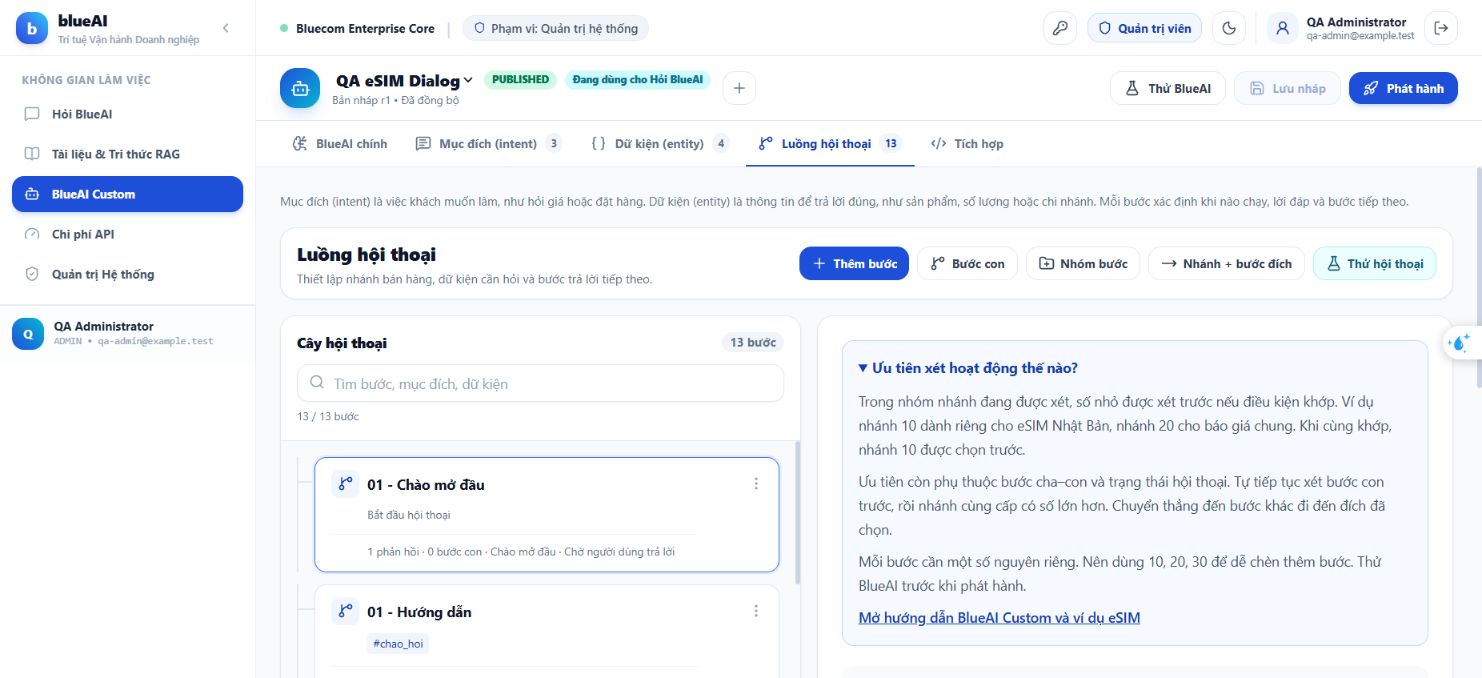 b
blueAI
Trí tuệ Vận hành Doanh nghiệp
KHÔNG GIAN LÀM VIỆC
Hỏi BlueAI
Tài liệu & Tri thức RAG
BlueAI Custom
Chi phí API
Quản trị Hệ thống
Q
QA Administrator
ADMIN • qa-admin@example.test
Bluecom Enterprise Core
Phạm vi: Quản trị hệ thống
Quản trị viên
QA Administrator
qa-admin@example.test
QA eSIM Dialog
PUBLISHED
Đang dùng cho Hỏi BlueAI
Bản nháp r1 • Đã đồng bộ
Thử BlueAI
Lưu nháp
Phát hành
BlueAI chính
Mục đích (intent) 3
Dữ kiện (entity) 4
Luồng hội thoại 13
Tích hợp
Mục đích (intent) là việc khách muốn làm, như hỏi giá hoặc đặt hàng. Dữ kiện (entity) là thông tin để trả lời đúng, như sản phẩm, số lượng hoặc chi nhánh. Mỗi bước xác định khi nào chạy, lời đáp và bước tiếp theo.
Luồng hội thoại
Thiết lập nhánh bán hàng, dữ kiện cần hỏi và bước trả lời tiếp theo.
Thêm bước
Bước con
Nhóm bước
Nhánh + bước đích
Thử hội thoại
Cây hội thoại
13 bước
Tìm bước, mục đích, dữ kiện
13 / 13 bước
01 - Chào mở đầu
Bắt đầu hội thoại
1 phản hồi · 0 bước con · Chào mở đầu · Chờ người dùng trả lời
01 - Hướng dẫn
#chao_hoi
▼ Ưu tiên xét hoạt động thế nào?
Trong nhóm nhánh đang được xét, số nhỏ được xét trước nếu điều kiện khớp. Ví dụ
nhánh 10 dành riêng cho eSIM Nhật Bản, nhánh 20 cho báo giá chung. Khi cùng khớp,
nhánh 10 được chọn trước.
Ưu tiên còn phụ thuộc bước cha–con và trạng thái hội thoại. Tự tiếp tục xét bước con
trước, rồi nhánh cùng cấp có số lớn hơn. Chuyển thẳng đến bước khác đi đến đích đã
chọn.
Mỗi bước cần một số nguyên riêng. Nên dùng 10, 20, 30 để dễ chèn thêm bước. Thử
BlueAI trước khi phát hành.
Mở hướng dẫn BlueAI Custom và ví dụ eSIM